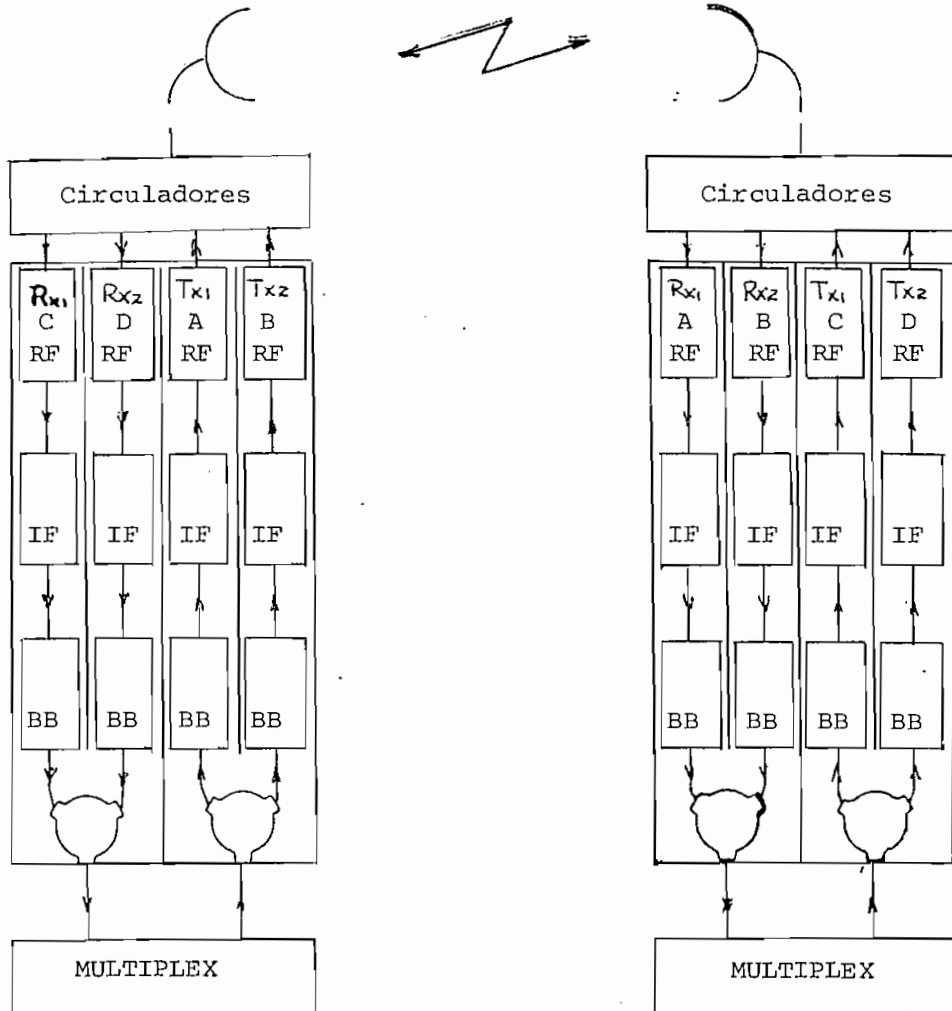 Circuladores Circuladores
Rx1 Rx2 Tx1 Tx2 Rx1 Rx2 Tx1 Tx2
C D A B A B C D
RF RF RF RF RF RF RF RF
IF IF IF IF IF IF IF IF
BB BB BB BB BB BB BB BB
MULTIPLEX MULTIPLEX